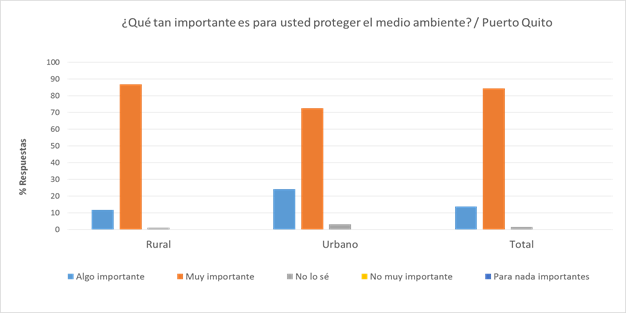 ¿Qué tan importante es para usted proteger el medio ambiente? / Puerto Quito
100
90
80
70
60
50
40
30
20
10
0
% Respuestas
Rural Urbano Total
Algo importante Muy importante No lo sé No muy importante Para nada importantes